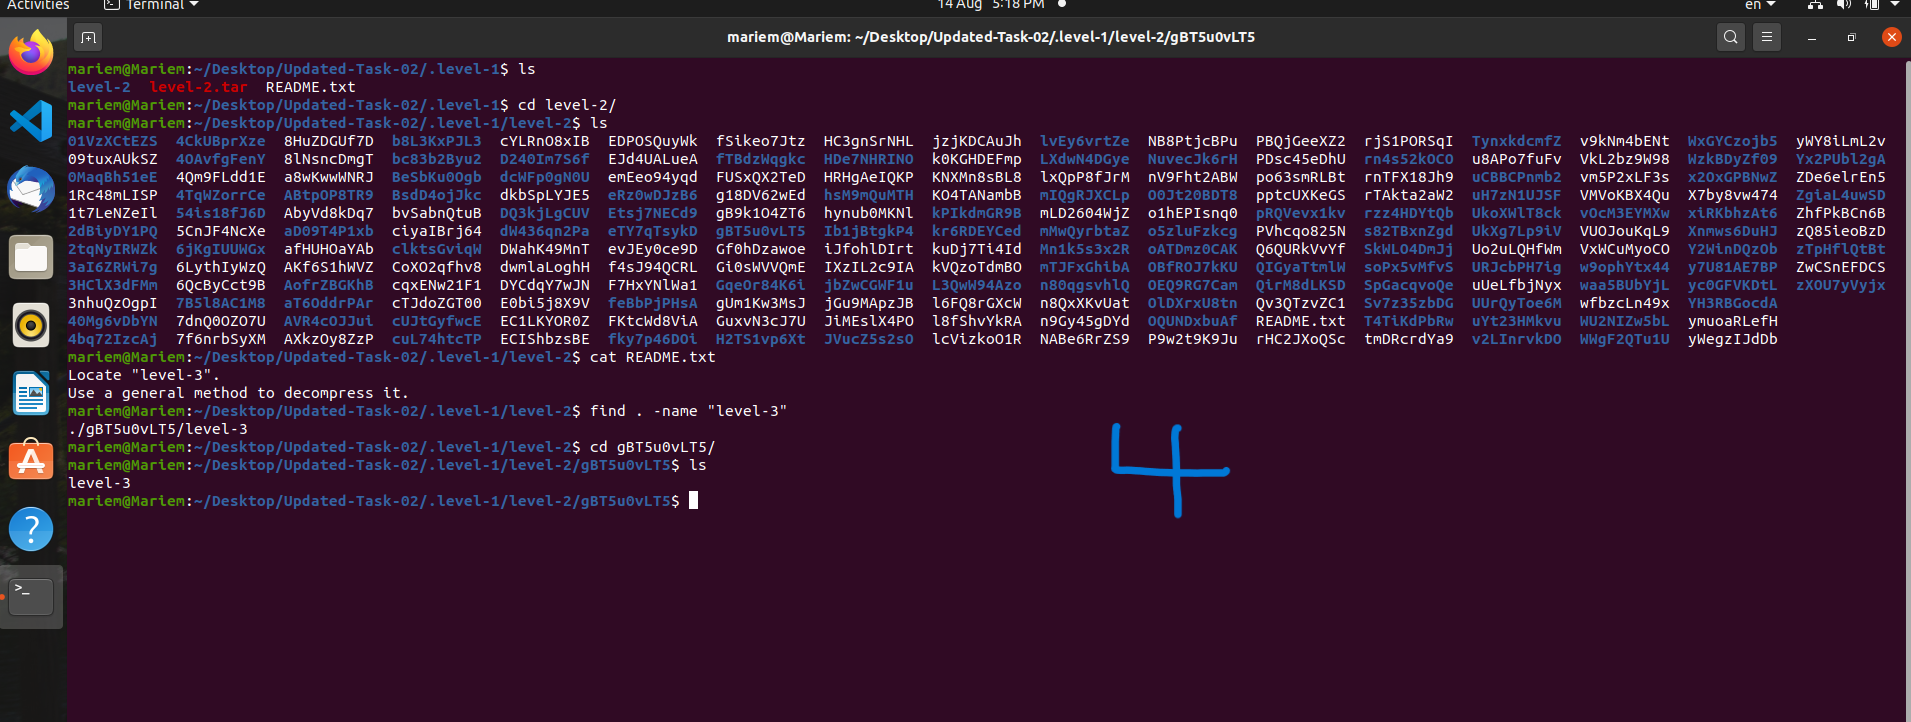 Activities Terminal 14 Aug 5:18 PM en
mariem@Mariem: ~/Desktop/Updated-Task-02/.level-1/level-2/gBT5u0vLT5
mariem@Mariem:~/Desktop/Updated-Task-02/.level-1$ ls
level-2 level-2.tar README.txt
mariem@Mariem:~/Desktop/Updated-Task-02/.level-1$ cd level-2/
mariem@Mariem:~/Desktop/Updated-Task-02/.level-1/level-2$ ls
01VzXCtEZS 4CkUBprXze 8HuZDGUf7D b8L3KxPJL3 cYLRnO8xIB EDPOSQuyWk fSikeo7Jtz HC3gnSrNHL jzjKDCAuJh lvEy6vrtZe NB8PtjcBPu PBQjGeeXZ2 rjS1PORSqI TynxkdcmfZ v9kNm4bENt WxGYCzojb5 yWY8iLmL2v
09tuxAUkSZ 4OAvfgFenY 8lNsncDmgT bc83b2Byu2 D240Im7S6f EJd4UALueA fTBdzWqgkc HDe7NHRINO k0KGHDEFmp LXdwN4DGye NuvecJk6rH PDsc45eDhU rn4s52kOCO u8APo7fuFv VkL2bz9W98 WzkBDyZf09 Yx2PUbl2gA
0MaqBh51eE 4Qm9FLdd1E a8wKwwWNRJ BeSbKu0Ogb dcWFp0gN0U emEeo94yqd FUSxQX2TeD HRHgAeIQKP KNXMn8sBL8 lxQpP8fJrM nV9Fht2ABW po63smRLBt rnTFX18Jh9 uCBBCPnmb2 vm5P2xLF3s x2OxGPBNwZ ZDe6elrEn5
1Rc48mLISP 4TqWZorrCe ABtpOP8TR9 BsdD4ojJkc dkbSpLYJE5 eRz0wDJzB6 g18DV62wEd hsM9mQuMTH KO4TANambB mIQgRJXCLp O0Jt20BDT8 pptcUXKeGS rTAkta2aW2 uH7zN1UJSF VMVoKBX4Qu X7by8vw474 ZgiaL4uwSD
1t7LeNZeIl 54is18fJ6D AbyVd8kDq7 bvSabnQtuB DQ3kjLgCUV Etsj7NECd9 gB9k1O4ZT6 hynub0MKNl kPIkdmGR9B mLD2604WjZ o1hEPIsnq0 pRQVevx1kv rzz4HDYtQb UkoXWlT8ck vOcM3EYMXw xiRKbhzAt6 ZhfPkBCn6B
2dBiyDY1PQ 5CnJF4NcXe aD09T4P1xb ciyaIBrj64 dW436qn2Pa eTY7qTsykD gBT5u0vLT5 Ib1jBtgkP4 kr6RDEYCed mMwQyrbtaZ o5zluFzkcg PVhcqo825N s82TBxnZgd UkXg7Lp9iV VUOJouKqL9 Xnmws6DuHJ zQ85ieoBzD
2tqNyIRWZk 6jKgIUUWGx afHUHOaYAb clktsGviqW DWahK49MnT evJEy0ce9D Gf0hDzawoe iJfohlDIrt kuDj7Ti4Id Mn1k5s3x2R oATDmz0CAK Q6QURkVvYf SkWLO4DmJj Uo2uLQHfWm VxWCuMyoCO Y2WinDQzOb zTpHflQtBt
3aI6ZRWi7g 6LythIyWzQ AKf6S1hWVZ CoXO2qfhv8 dwmlaLoghH f4sJ94QCRL Gi0sWVVQmE IXzIL2c9IA kVQzoTdmBO mTJFxGhibA OBfROJ7kKU QIGyaTtmlW soPx5vMfvS URJcbPH7ig w9ophYtx44 y7U81AE7BP ZwCSnEFDCS
3HClX3dFMm 6QcByCct9B AofrZBGKhB cqxENw21F1 DYCdqY7wJN F7HxYNlWa1 GqeOr84K6i jbZwCGWF1u L3QwW94Azo n80qgsvhlQ OEQ9RG7Cam QirM8dLKSD SpGacqvoQe uUeLfbjNyx waa5BUbYjL yc0GFVKDtL zXOU7yVyjx
3nhuQzOgpI 7B5l8AC1M8 aT6OddrPAr cTJdoZGT00 E0bi5j8X9V feBbPjPHsA gUm1Kw3MsJ jGu9MApzJB l6FQ8rGXcW n8QxXKvUat OlDXrxU8tn Qv3QTzvZC1 Sv7z35zbDG UUrQyToe6M wfbzcLn49x YH3RBGocdA
40Mg6vDbYN 7dnQ0OZO7U AVR4cOJJui cUJtGyfwcE EC1LKYOR0Z FKtcWd8ViA GuxvN3cJ7U JiMEslX4PO l8fShvYkRA n9Gy45gDYd OQUNDxbuAf README.txt T4TiKdPbRw uYt23HMkvu WU2NIZw5bL ymuoaRLefH
4bq72IzcAj 7f6nrbSyXM AXkzOy8ZzP cuL74htcTP ECIShbzsBE fky7p46DOi H2TS1vp6Xt JVucZ5s2sO lcVizkoO1R NABe6RrZS9 P9w2t9K9Ju rHC2JXoQSc tmDRcrdYa9 v2LInrvkDO WWgF2QTu1U yWegzIJdDb
mariem@Mariem:~/Desktop/Updated-Task-02/.level-1/level-2$ cat README.txt
Locate "level-3".
Use a general method to decompress it.
mariem@Mariem:~/Desktop/Updated-Task-02/.level-1/level-2$ find . -name "level-3"
./gBT5u0vLT5/level-3
mariem@Mariem:~/Desktop/Updated-Task-02/.level-1/level-2$ cd gBT5u0vLT5/
mariem@Mariem:~/Desktop/Updated-Task-02/.level-1/level-2/gBT5u0vLT5$ ls
level-3
mariem@Mariem:~/Desktop/Updated-Task-02/.level-1/level-2/gBT5u0vLT5$
4